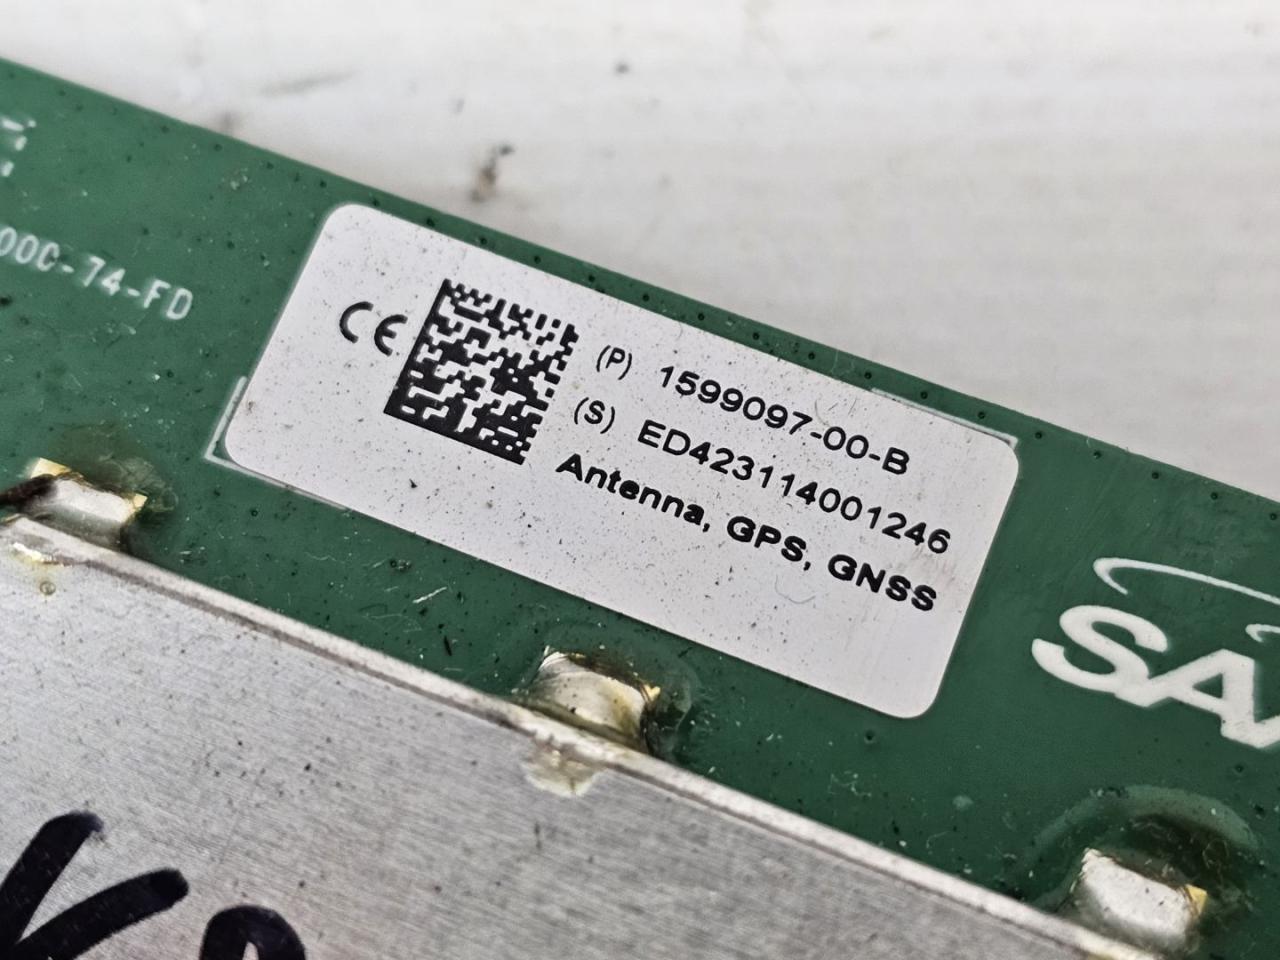 00C-74-FD
CE
(P) 1599097-00-B
(S) ED423114001246
Antenna, GPS, GNSS